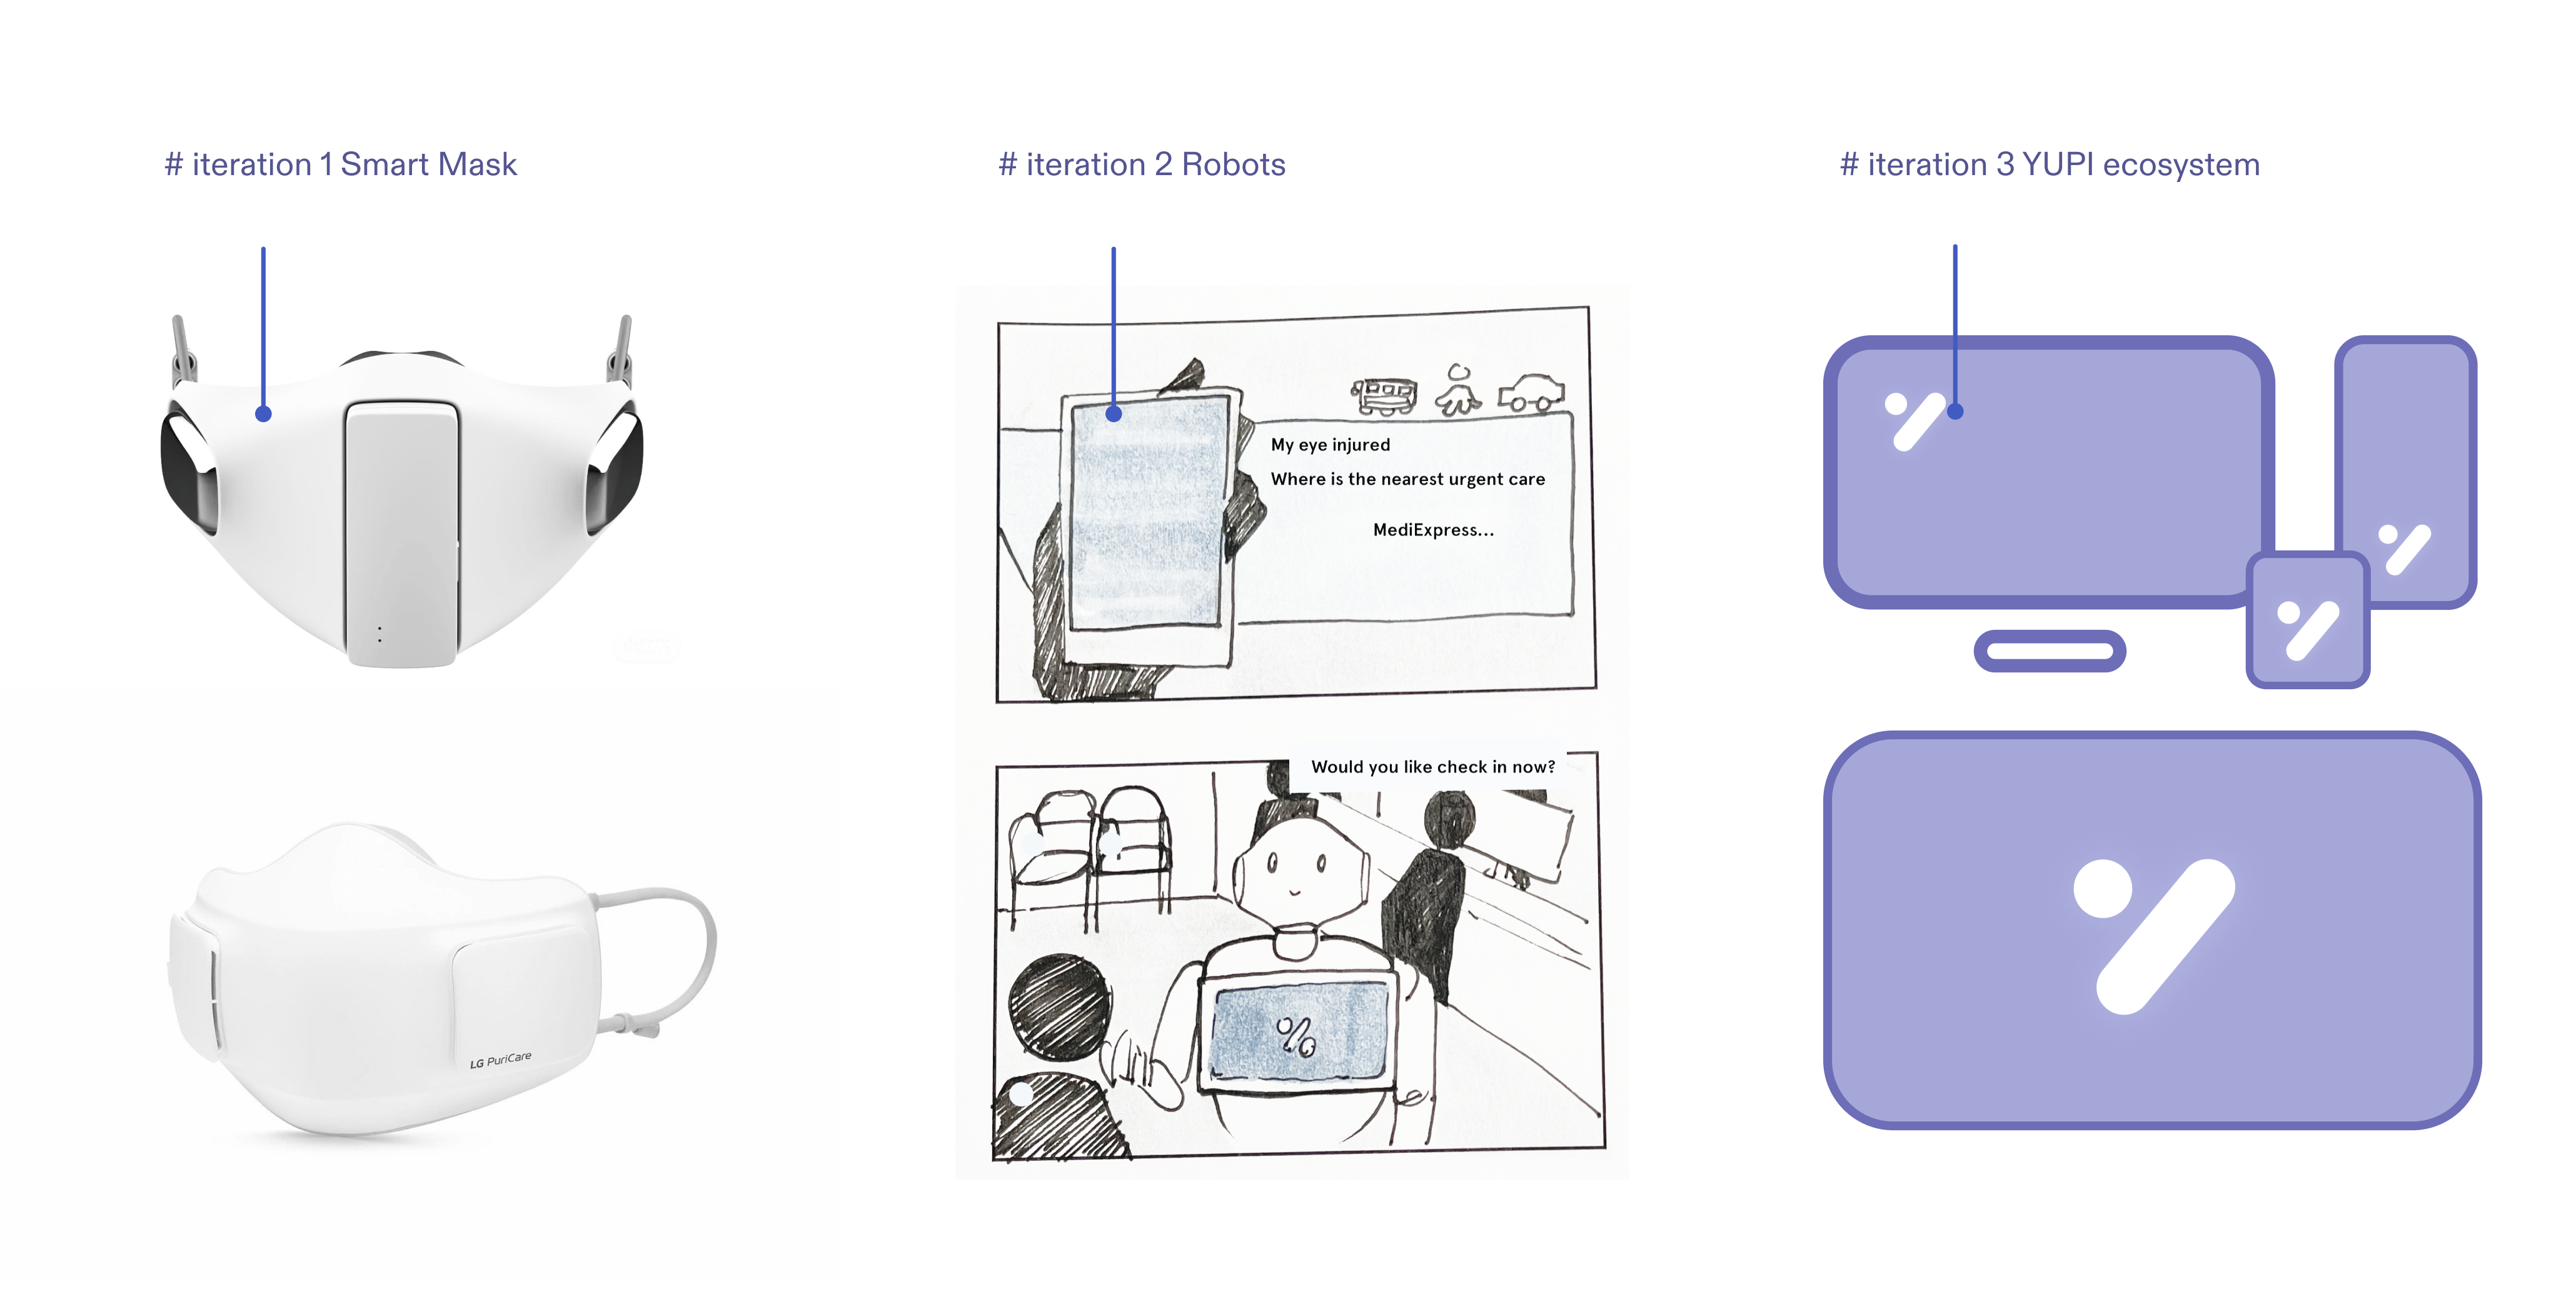 # iteration 1 Smart Mask
# iteration 2 Robots
# iteration 3 YUPI ecosystem
My eye injured
Where is the nearest urgent care
MediExpress...
Would you like check in now?
LG PuriCare